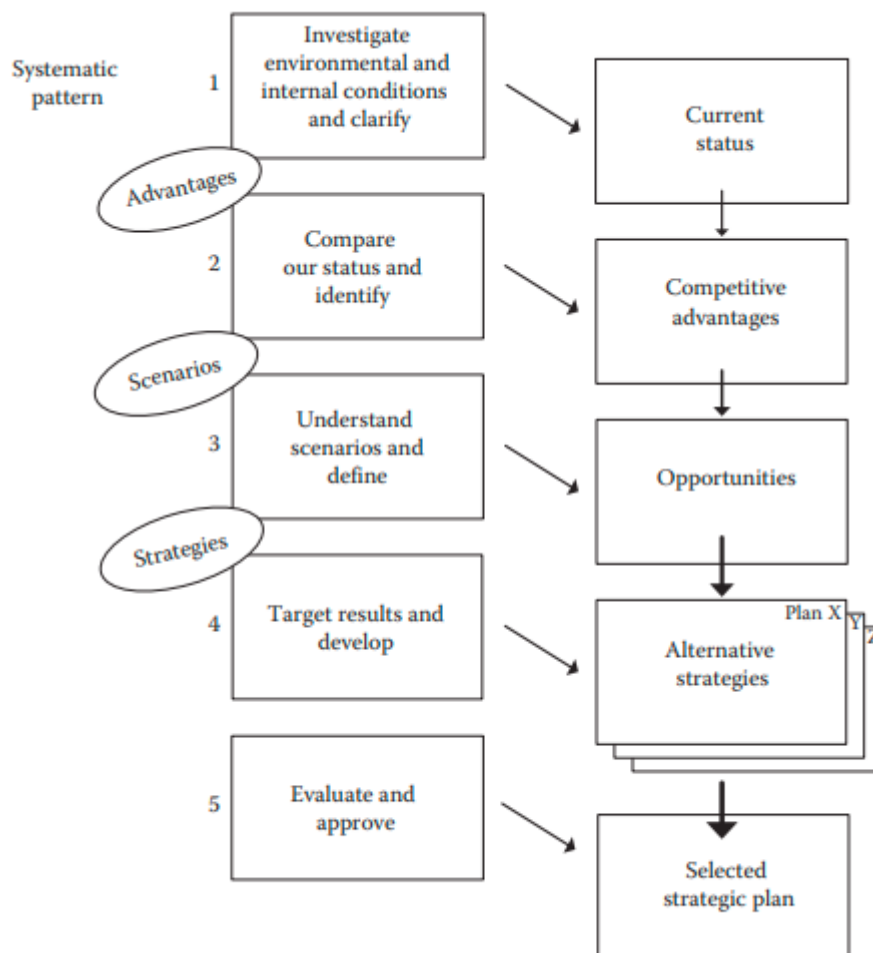 Systematic
pattern
1
Investigate
environmental and
internal conditions
and clarify
Current
status
Advantages
2
Compare
our status and
identify
Competitive
advantages
Scenarios
3
Understand
scenarios and
define
Opportunities
Strategies
4
Target results and
develop
Plan X
Y
Z
Alternative
strategies
5
Evaluate and
approve
Selected
strategic plan